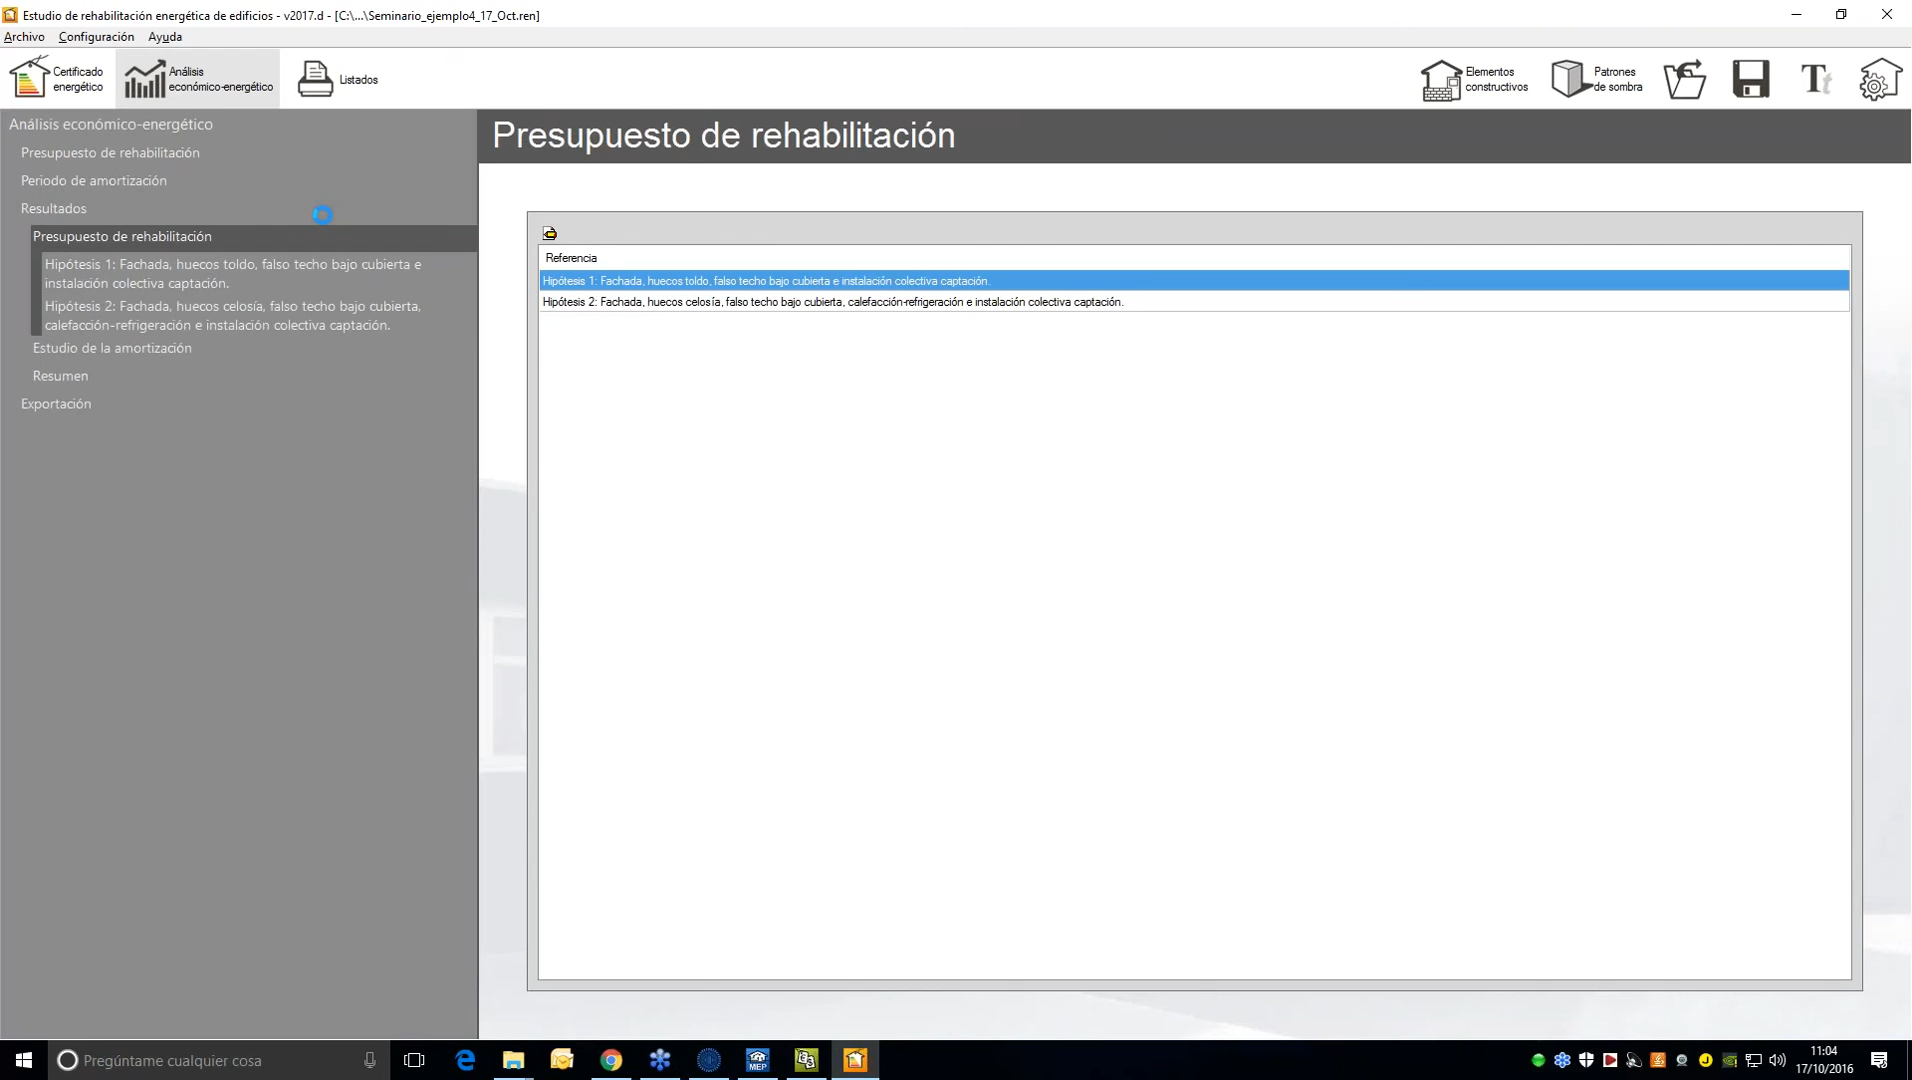 Estudio de rehabilitación energética de edificios - v2017.d - [C:\...\Seminario_ejemplo4_17_Oct.ren]
Archivo Configuración Ayuda
Certificado energético
Análisis económico-energético
Listados
Elementos constructivos
Patrones de sombra
Tt
Análisis económico-energético
Presupuesto de rehabilitación
Periodo de amortización
Resultados
Presupuesto de rehabilitación
Hipótesis 1: Fachada, huecos toldo, falso techo bajo cubierta e
instalación colectiva captación.
Hipótesis 2: Fachada, huecos celosía, falso techo bajo cubierta,
calefacción-refrigeración e instalación colectiva captación.
Estudio de la amortización
Resumen
Exportación
Presupuesto de rehabilitación
Referencia
Hipótesis 1: Fachada, huecos toldo, falso techo bajo cubierta e instalación colectiva captación.
Hipótesis 2: Fachada, huecos celosía, falso techo bajo cubierta, calefacción-refrigeración e instalación colectiva captación.
Pregúntame cualquier cosa
MEP
11:04
17/10/2016